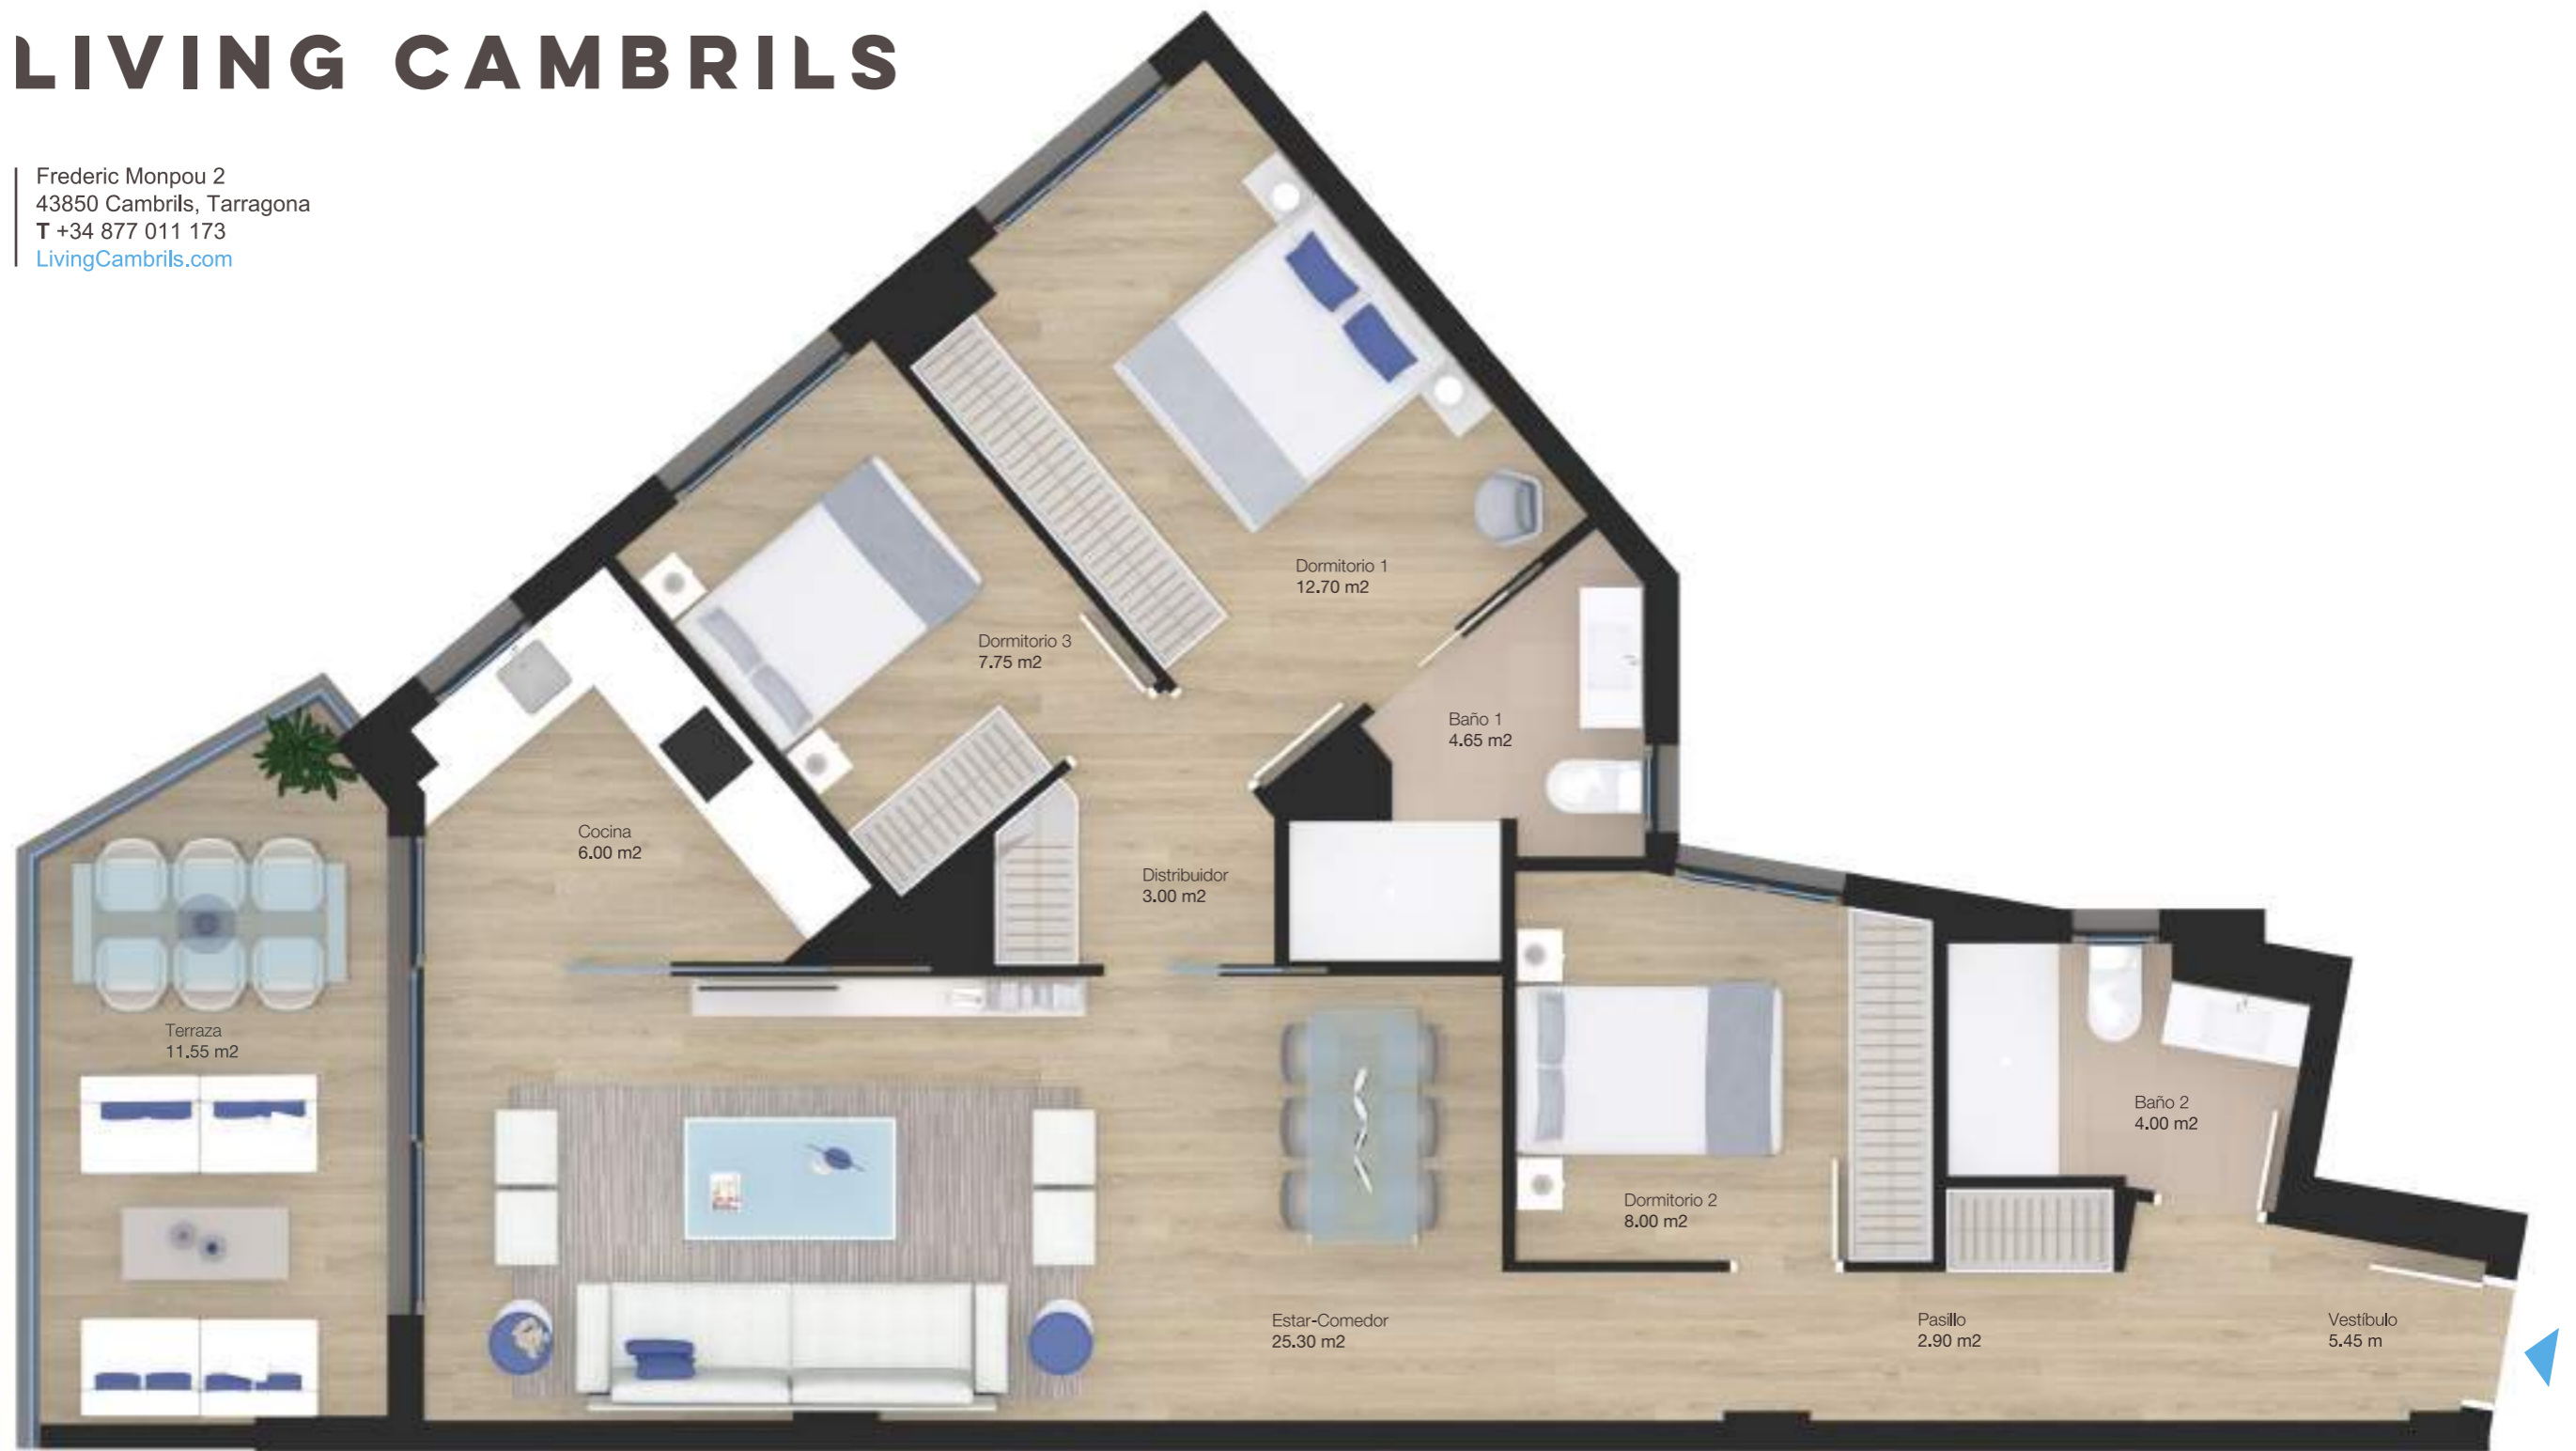 LIVING CAMBRILS
Frederic Monpou 2
43850 Cambrils, Tarragona
T +34 877 011 173
LivingCambrils.com
Dormitorio 1
12.70 m2
Dormitorio 3
7.75 m2
Baño 1
4.65 m2
Cocina
6.00 m2
Distribuidor
3.00 m2
Terraza
11.55 m2
Baño 2
4.00 m2
Dormitorio 2
8.00 m2
Estar-Comedor
25.30 m2
Pasillo
2.90 m2
Vestíbulo
5.45 m